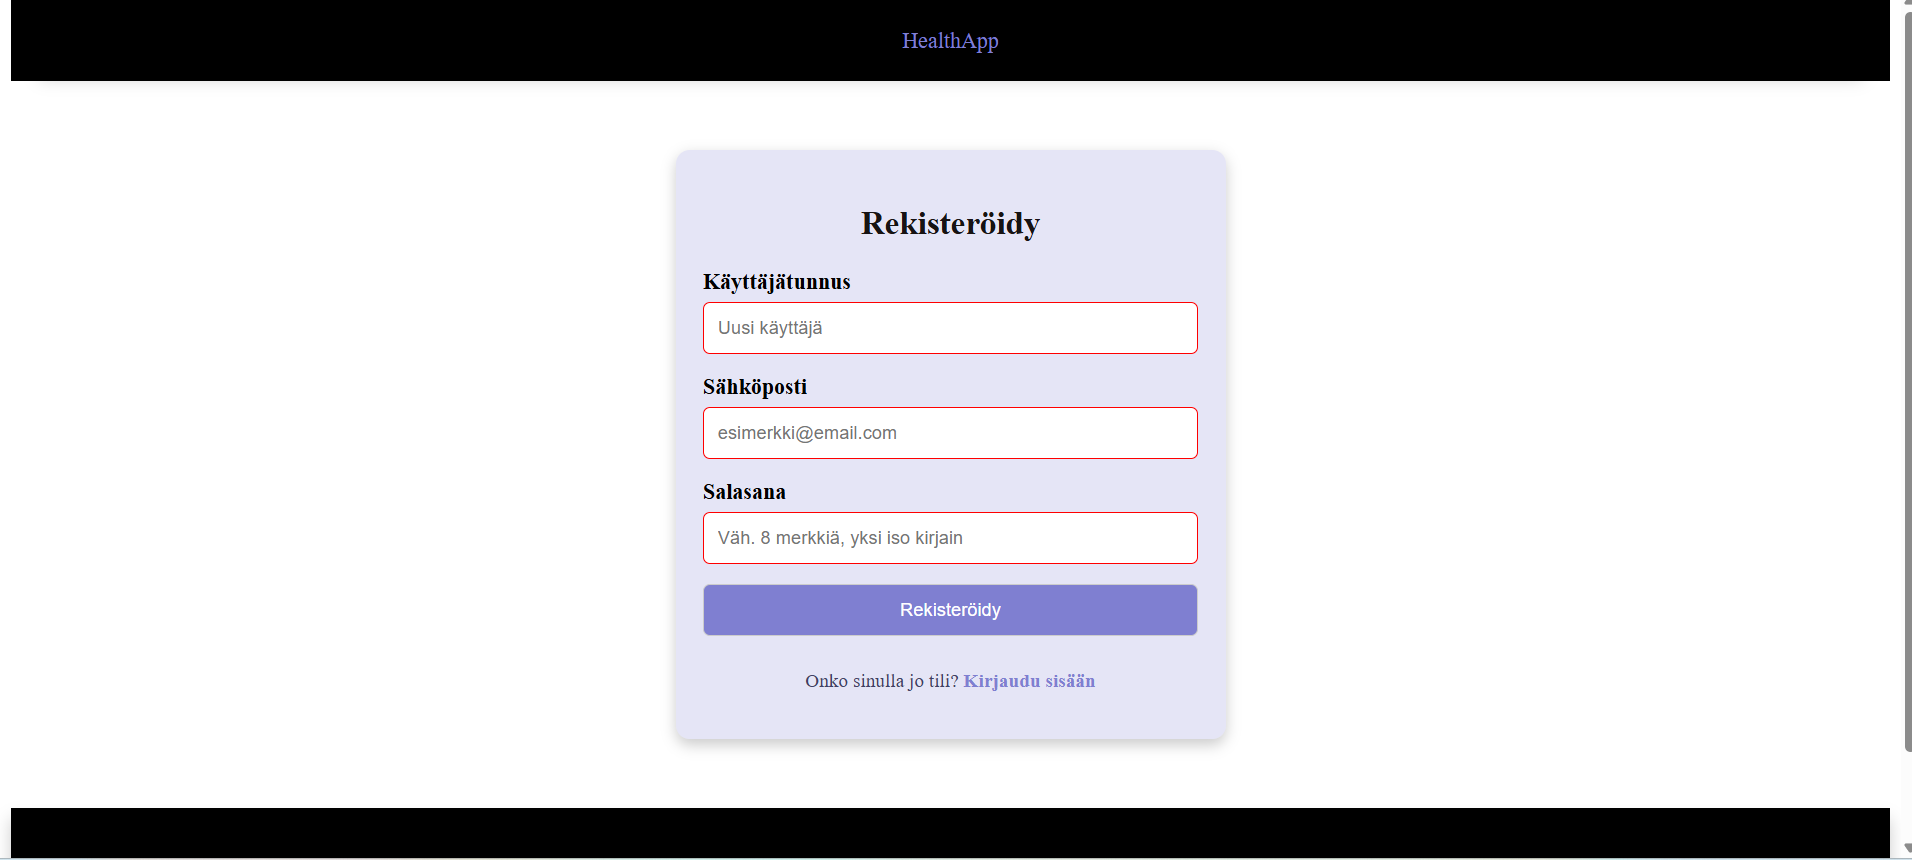 HealthApp
Rekisteröidy
Käyttäjätunnus
Uusi käyttäjä
Sähköposti
esimerkki@email.com
Salasana
Väh. 8 merkkiä, yksi iso kirjain
Rekisteröidy
Onko sinulla jo tili? Kirjaudu sisään